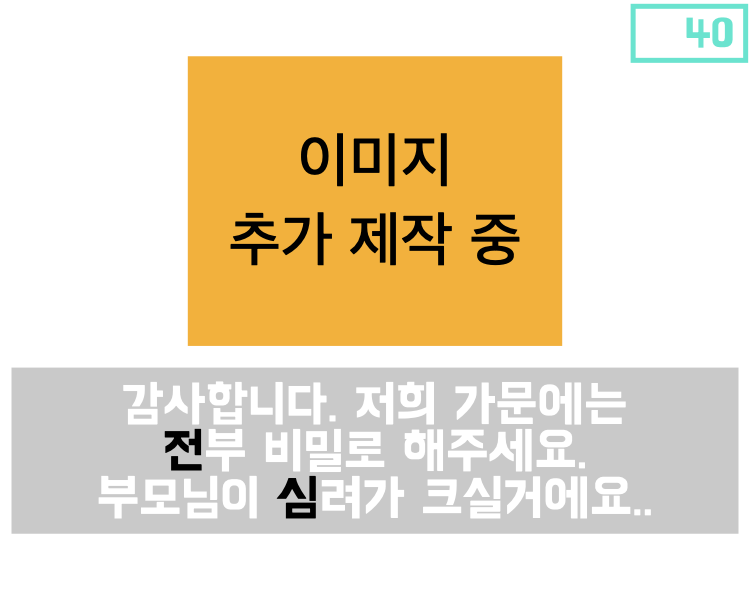 40
이미지
추가 제작 중
감사합니다. 저희 가문에는
전부 비밀로 해주세요.
부모님이 심려가 크실거에요..